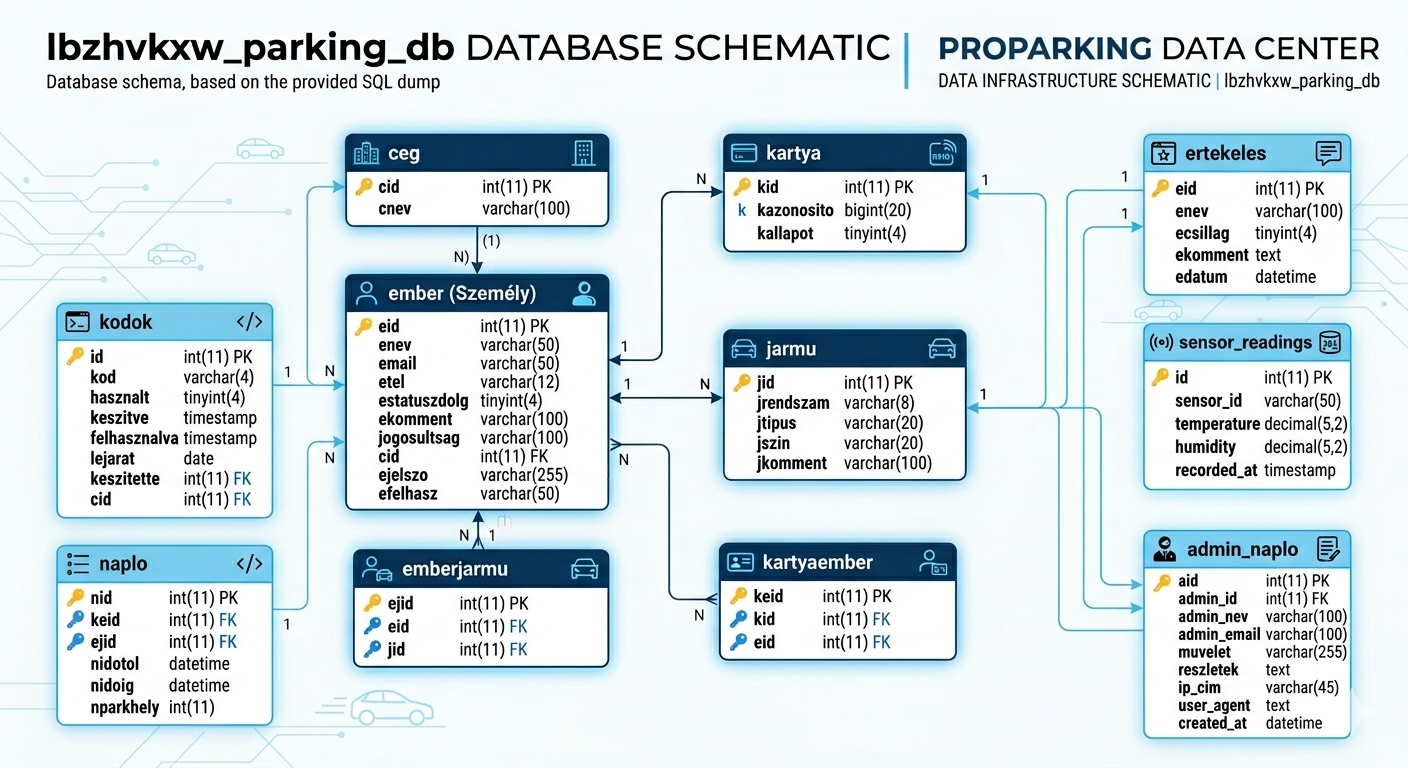 lbzhvkxw_parking_db DATABASE SCHEMATIC
Database schema, based on the provided SQL dump
PROPARKING DATA CENTER
DATA INFRASTRUCTURE SCHEMATIC | lbzhvkxw_parking_db
ceg
cid int(11) PK
cnev varchar(100)
(1)
N)
ember (Személy)
eid int(11) PK
enev varchar(50)
email varchar(50)
etel varchar(12)
estatuszdolg tinyint(4)
ekomment varchar(100)
jogosultsag varchar(100)
cid int(11) FK
ejelszo varchar(255)
efelhasz varchar(50)
kodok
id int(11) PK
kod varchar(4)
hasznalt tinyint(4)
keszitve timestamp
felhasznalva timestamp
lejarat date
keszitette int(11) FK
cid int(11) FK
1 N
naplo
nid int(11) PK
keid int(11) FK
ejid int(11) FK
nidotol datetime
nidoig datetime
nparkhely int(11)
N
1
N 1
emberjarmu
ejid int(11) PK
eid int(11) FK
jid int(11) FK
kartya
kid int(11) PK
k kazonosito bigint(20)
kallapot tinyint(4)
N
1
1
jarmu
jid int(11) PK
jrendszam varchar(8)
jtipus varchar(20)
jszin varchar(20)
jkomment varchar(100)
1 N
1
kartyaember
keid int(11) PK
kid int(11) FK
eid int(11) FK
N
N
ertekeles
eid int(11) PK
enev varchar(100)
ecsillag tinyint(4)
ekomment text
edatum datetime
1
1
sensor_readings
id int(11) PK
sensor_id varchar(50)
temperature decimal(5,2)
humidity decimal(5,2)
recorded_at timestamp
admin_naplo
aid int(11) PK
admin_id int(11) FK
admin_nev varchar(100)
admin_email varchar(100)
muvelet varchar(255)
reszletek text
ip_cim varchar(45)
user_agent text
created_at datetime